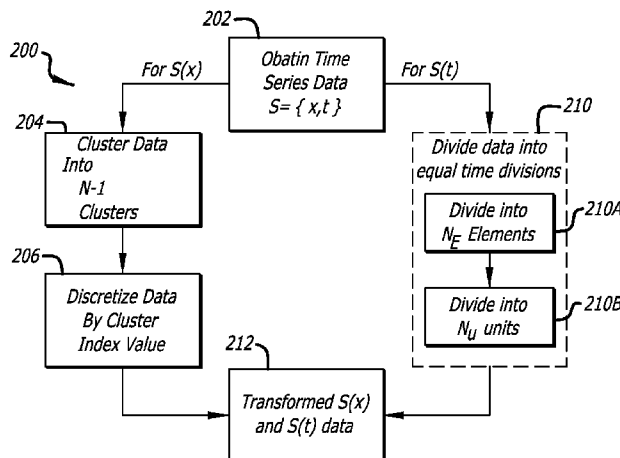 200
202
Obatin Time
Series Data
S= { x,t }
For S(x)
For S(t)
204
Cluster Data
Into
N-1
Clusters
206
Discretize Data
By Cluster
Index Value
210
Divide data into
equal time divisions
210A
Divide into
N_E Elements
210B
Divide into
N_u units
212
Transformed S(x)
and S(t) data